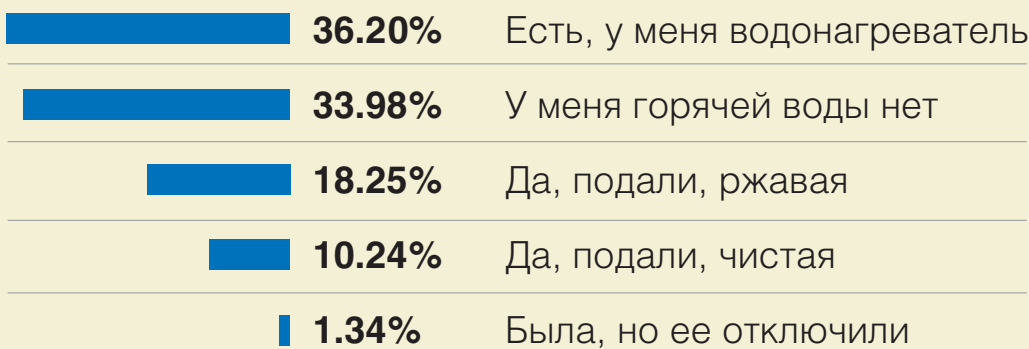 36.20% Есть, у меня водонагреватель
33.98% У меня горячей воды нет
18.25% Да, подали, ржавая
10.24% Да, подали, чистая
1.34% Была, но ее отключили